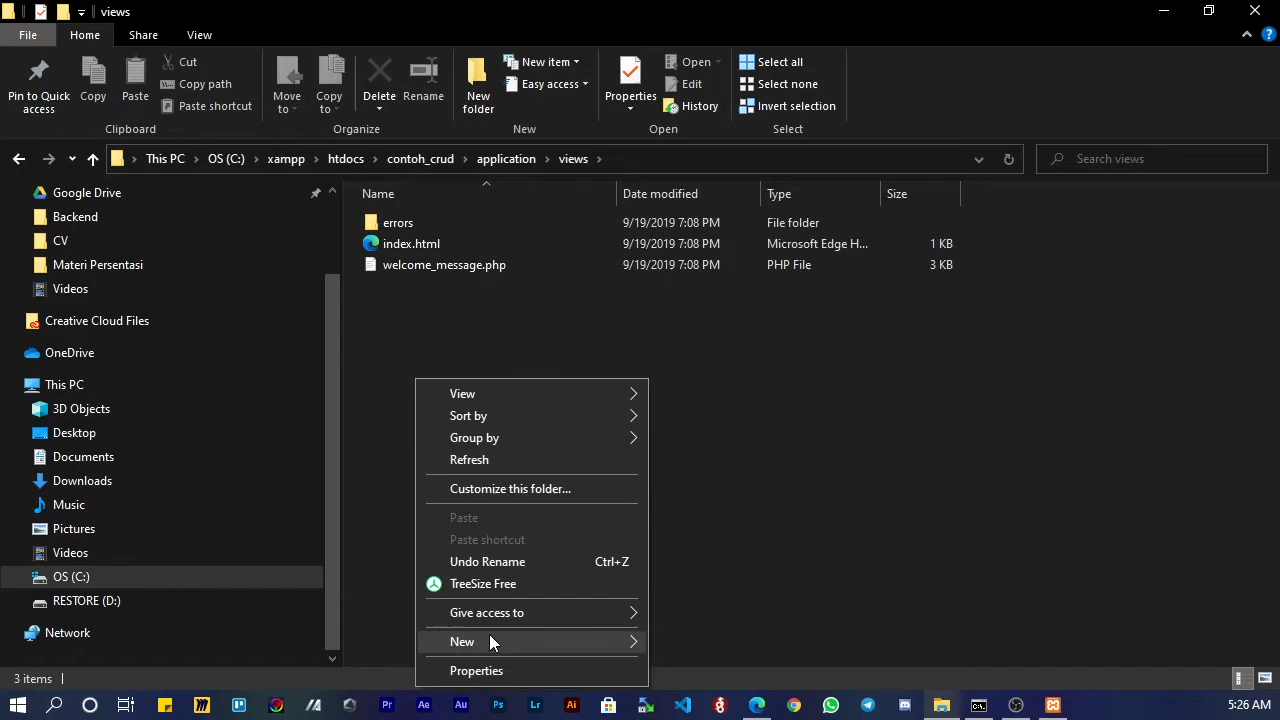 views
File
Home
Share
View
Pin to Quick access
Copy
Paste
Cut
Copy path
Paste shortcut
Clipboard
Move to
Copy to
Delete
Rename
Organize
New folder
New item
Easy access
New
Properties
Open
Edit
History
Open
Select all
Select none
Invert selection
Select
This PC
OS (C:)
xampp
htdocs
contoh_crud
application
views
Search views
Google Drive
Backend
CV
Materi Persentasi
Videos
Creative Cloud Files
OneDrive
This PC
3D Objects
Desktop
Documents
Downloads
Music
Pictures
Videos
OS (C:)
RESTORE (D:)
Network
Name Date modified Type Size
errors 9/19/2019 7:08 PM File folder
index.html 9/19/2019 7:08 PM Microsoft Edge H... 1 KB
welcome_message.php 9/19/2019 7:08 PM PHP File 3 KB
View
Sort by
Group by
Refresh
Customize this folder...
Paste
Paste shortcut
Undo Rename Ctrl+Z
TreeSize Free
Give access to
New
Properties
3 items
Pr
Ae
Au
Ps
Lr
Ai
5:26 AM